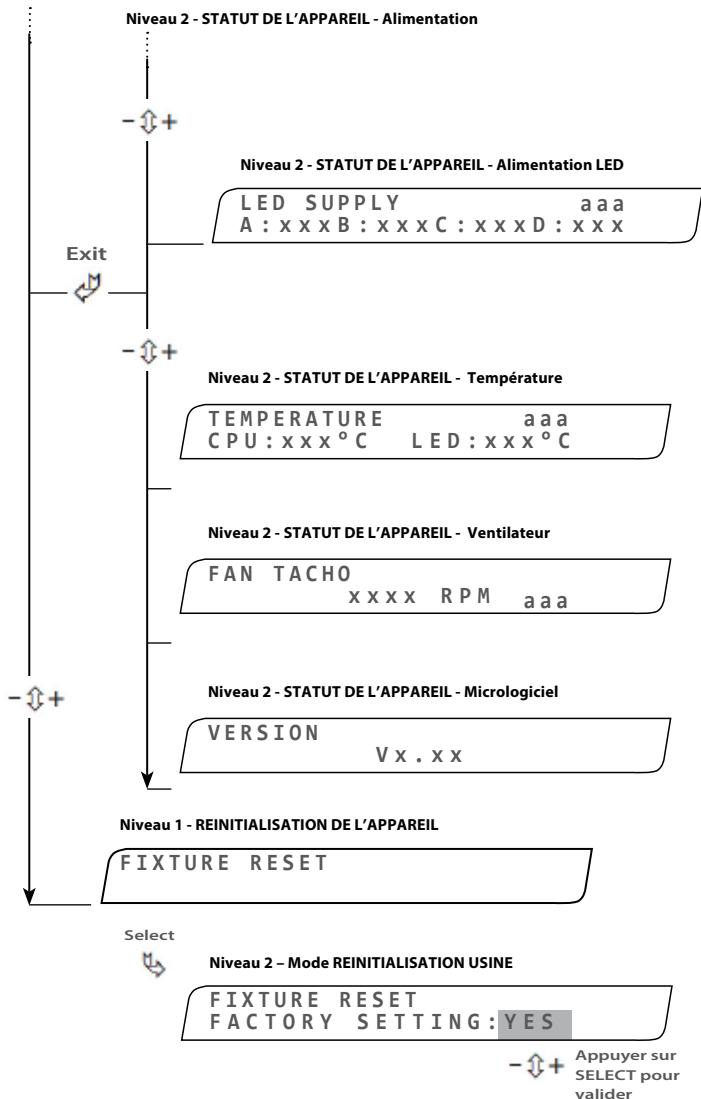 Niveau 2 - STATUT DE L’APPAREIL - Alimentation
- +
Niveau 2 - STATUT DE L’APPAREIL - Alimentation LED
LED SUPPLY aaa
A:xxxB:xxxC:xxxD:xxx
Exit
- +
Niveau 2 - STATUT DE L’APPAREIL - Température
TEMPERATURE aaa
CPU:xxx°C LED:xxx°C
Niveau 2 - STATUT DE L’APPAREIL - Ventilateur
FAN TACHO
xxxx RPM aaa
- +
Niveau 2 - STATUT DE L’APPAREIL - Micrologiciel
VERSION
Vx.xx
Niveau 1 - REINITIALISATION DE L’APPAREIL
FIXTURE RESET
Select
Niveau 2 – Mode REINITIALISATION USINE
FIXTURE RESET
FACTORY SETTING:YES
- +
Appuyer sur
SELECT pour
valider